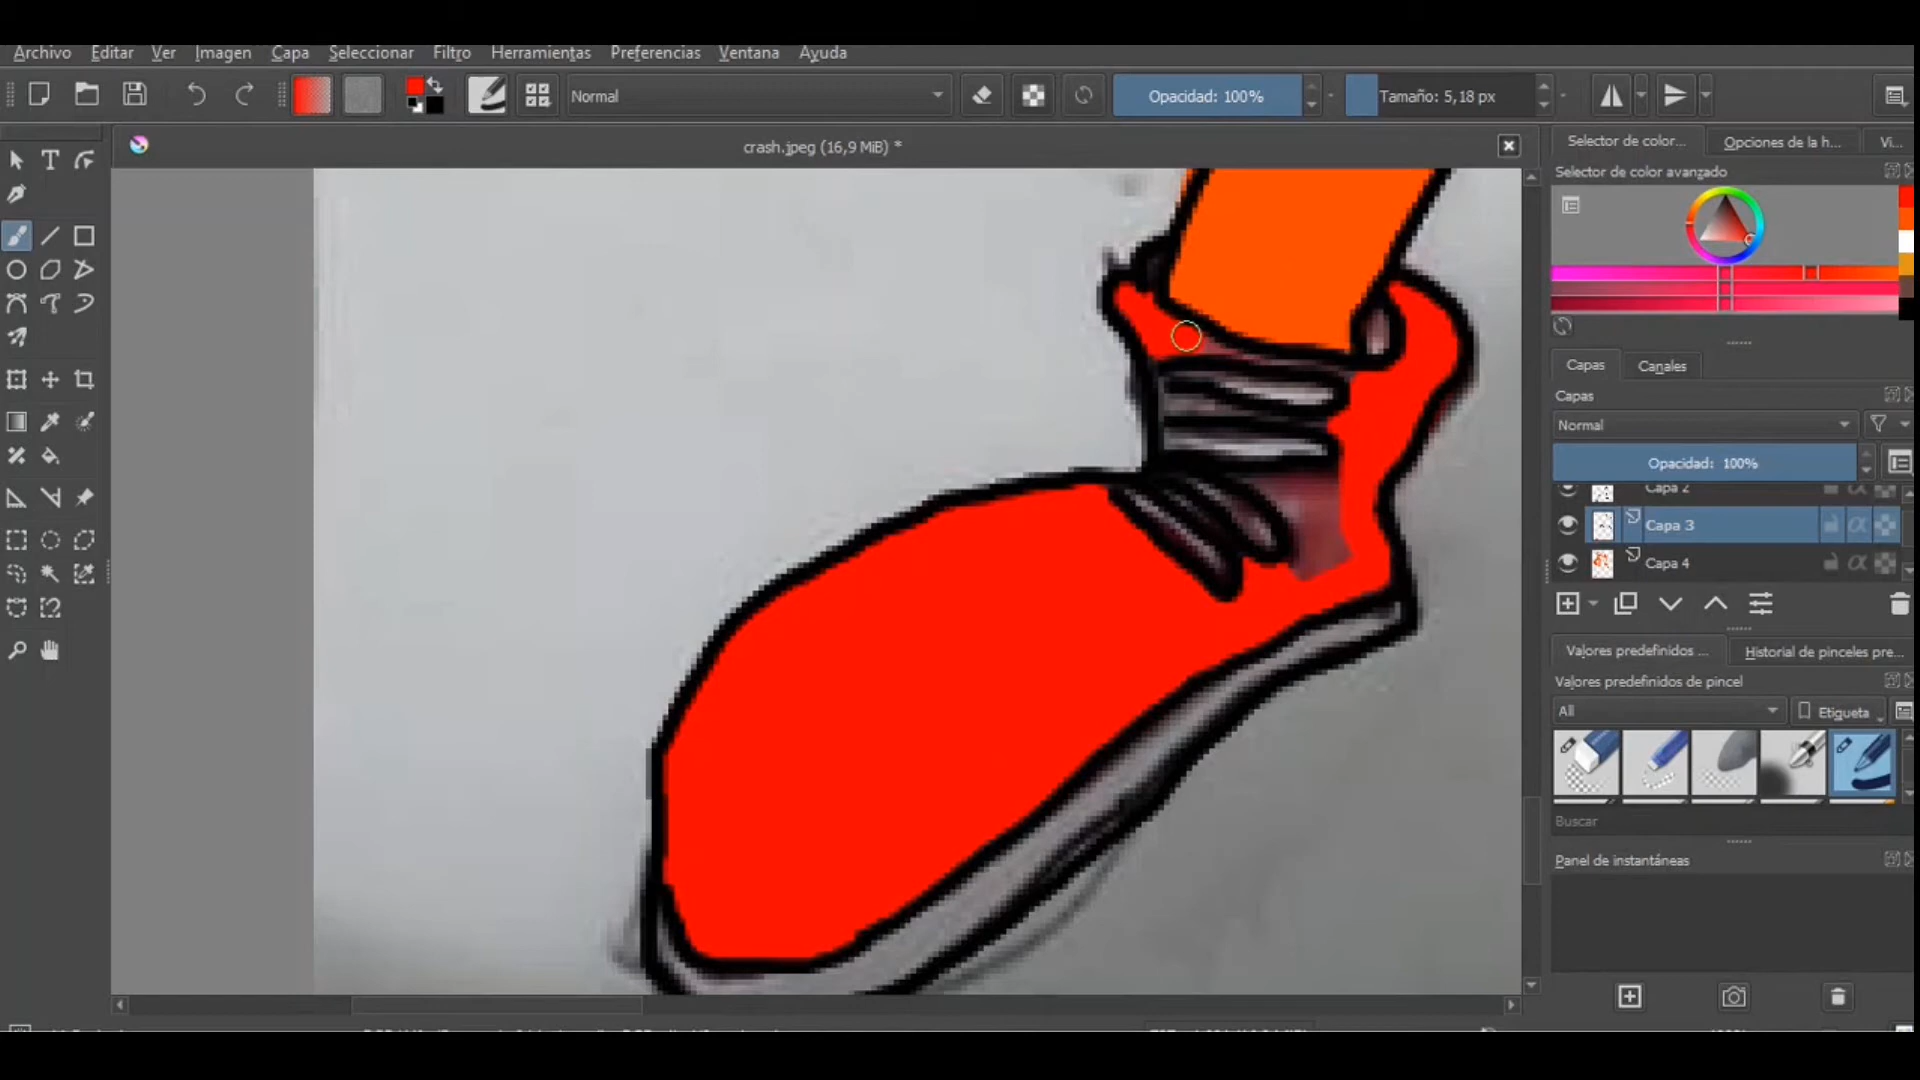 Archivo Editar Ver Imagen Capa Seleccionar Filtro Herramientas Preferencias Ventana Ayuda
Normal
Opacidad: 100%
Tamaño: 5,18 px
crash.jpeg (16,9 MiB) *
Selector de color...
Opciones de la h...
Vi...
Selector de color avanzado
Capas
Canales
Capas
Normal
Opacidad: 100%
Capa 2
Capa 3
Capa 4
Valores predefinidos ...
Historial de pinceles pre...
Valores predefinidos de pincel
All
Etiqueta
Buscar
Panel de instantáneas